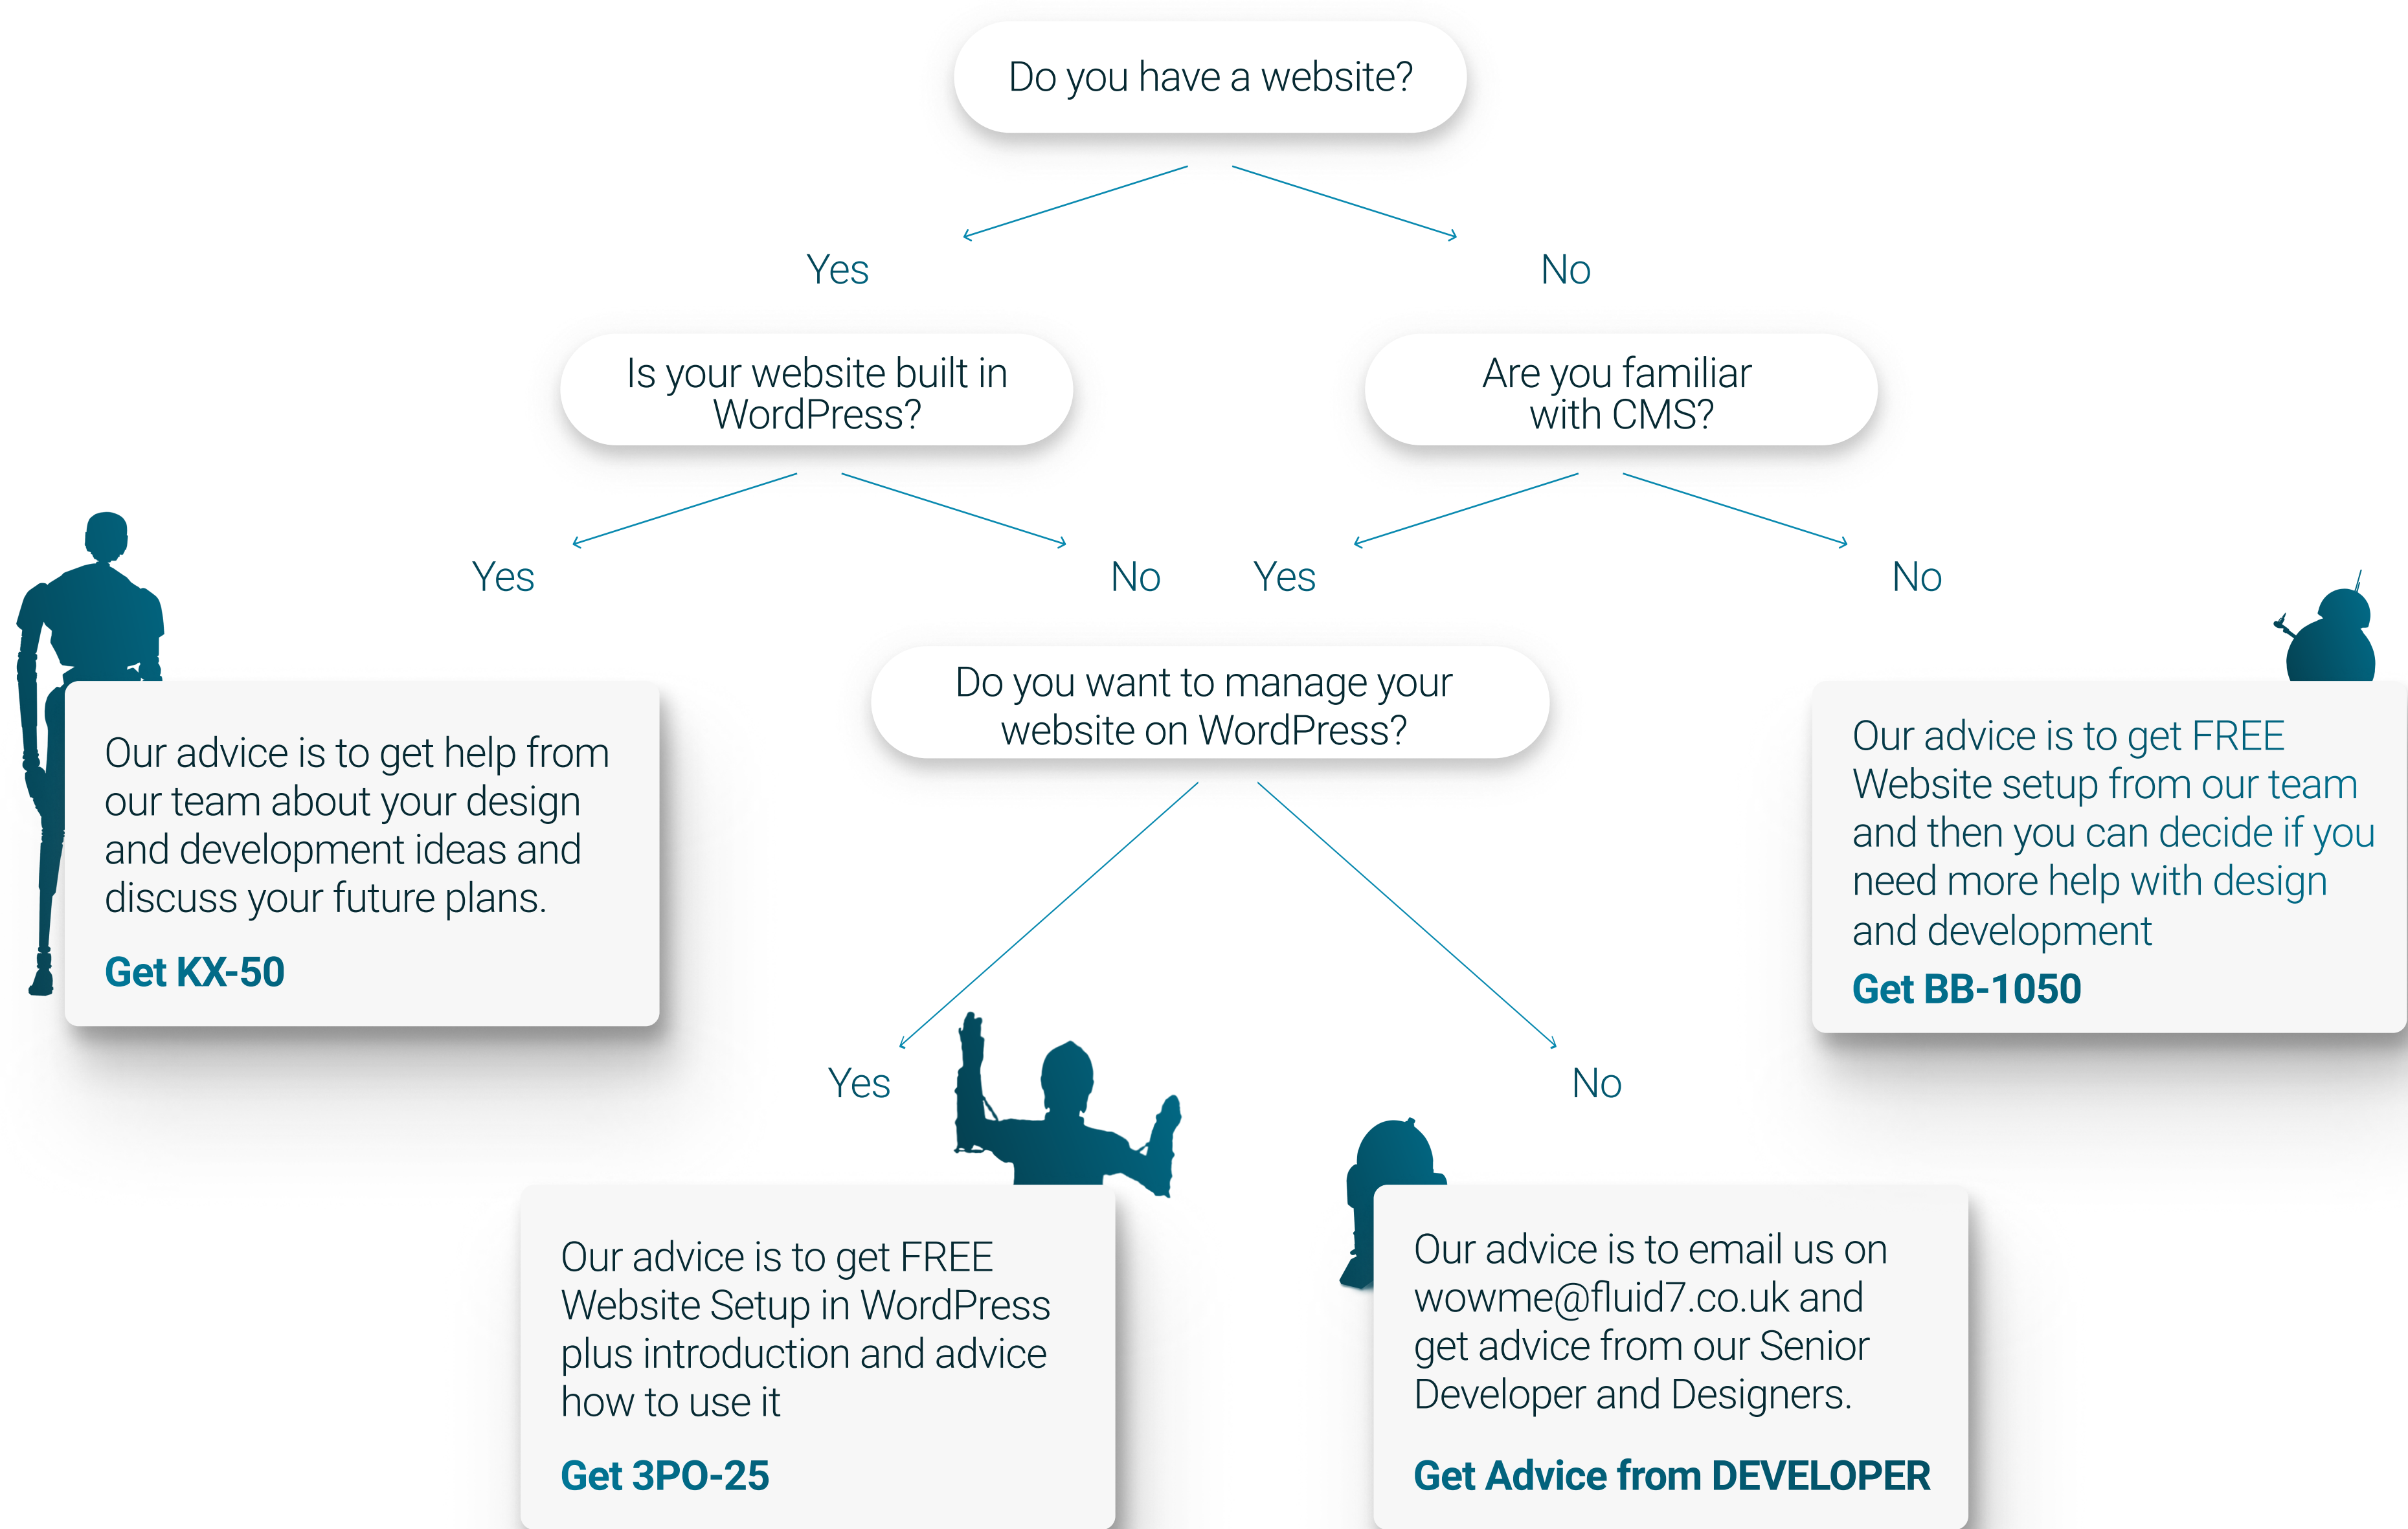 Do you have a website?
Yes
No
Is your website built in
WordPress?
Are you familiar
with CMS?
Yes
No
Yes
No
Do you want to manage your
website on WordPress?
Our advice is to get help from
our team about your design
and development ideas and
discuss your future plans.
Get KX-50
Our advice is to get FREE
Website setup from our team
and then you can decide if you
need more help with design
and development
Get BB-1050
Yes
No
Our advice is to get FREE
Website Setup in WordPress
plus introduction and advice
how to use it
Get 3PO-25
Our advice is to email us on
wowme@fluid7.co.uk and
get advice from our Senior
Developer and Designers.
Get Advice from DEVELOPER